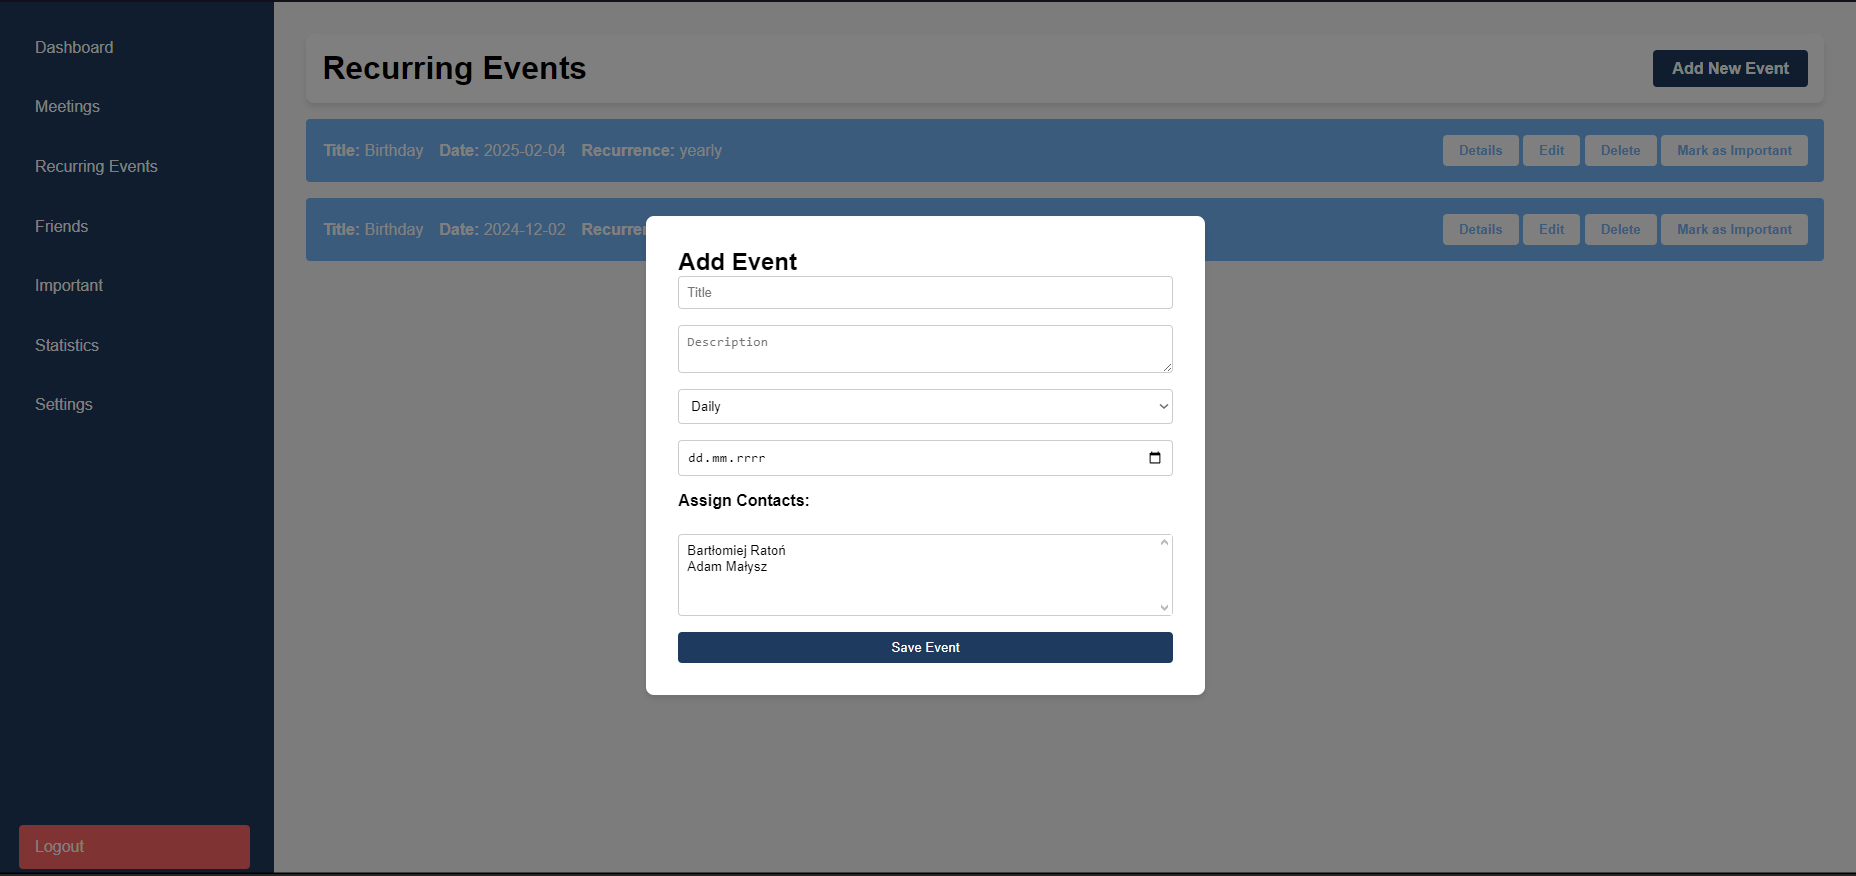 Dashboard
Meetings
Recurring Events
Friends
Important
Statistics
Settings
Logout
Recurring Events
Add New Event
Title: Birthday Date: 2025-02-04 Recurrence: yearly
Details Edit Delete Mark as Important
Title: Birthday Date: 2024-12-02
Details Edit Delete Mark as Important
Add Event
Title
Description
Daily
dd.mm.rrrr
Assign Contacts:
Bartłomiej Ratoń
Adam Małysz
Save Event